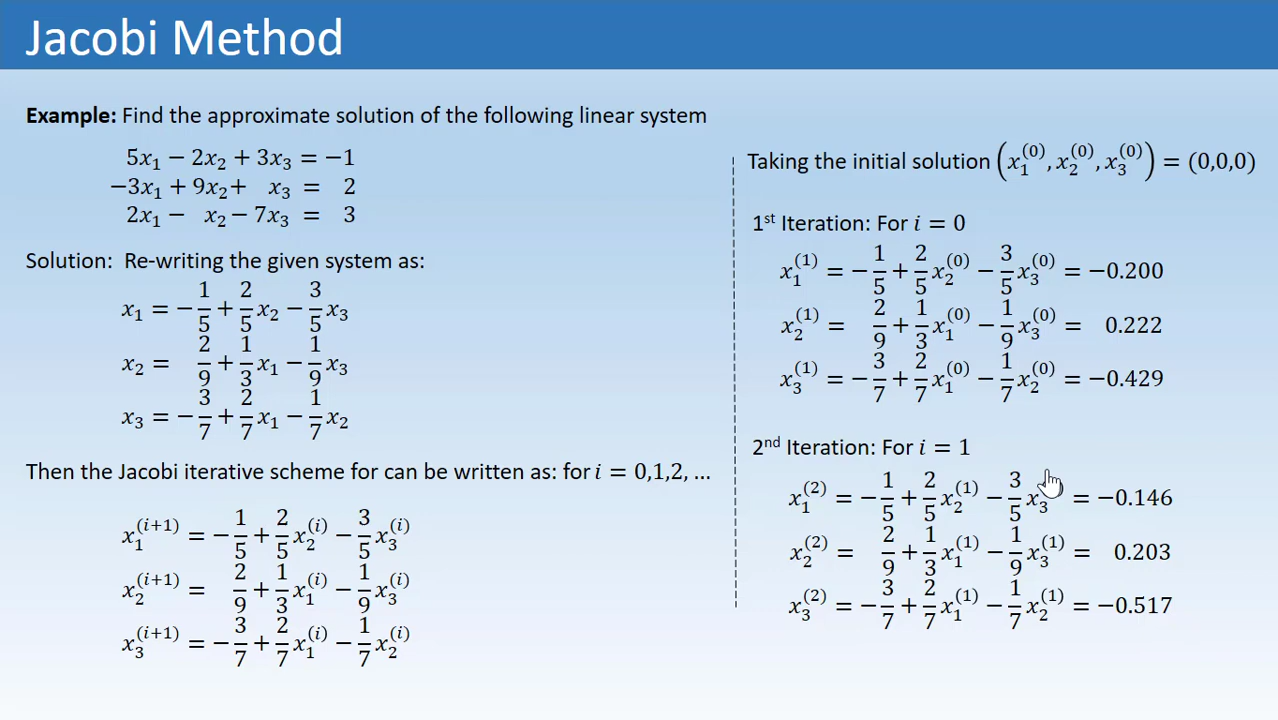 Jacobi Method
Example: Find the approximate solution of the following linear system
5x₁ − 2x₂ + 3x₃ = −1
−3x₁ + 9x₂+ x₃ = 2
2x₁ − x₂ − 7x₃ = 3
Solution: Re-writing the given system as:
x₁ = −1/5 + 2/5 x₂ − 3/5 x₃
x₂ = 2/9 + 1/3 x₁ − 1/9 x₃
x₃ = −3/7 + 2/7 x₁ − 1/7 x₂
Then the Jacobi iterative scheme for can be written as: for i = 0,1,2, ...
x₁^(i+1) = −1/5 + 2/5 x₂^(i) − 3/5 x₃^(i)
x₂^(i+1) = 2/9 + 1/3 x₁^(i) − 1/9 x₃^(i)
x₃^(i+1) = −3/7 + 2/7 x₁^(i) − 1/7 x₂^(i)
Taking the initial solution (x₁^(0), x₂^(0), x₃^(0)) = (0,0,0)
1st Iteration: For i = 0
x₁^(1) = −1/5 + 2/5 x₂^(0) − 3/5 x₃^(0) = −0.200
x₂^(1) = 2/9 + 1/3 x₁^(0) − 1/9 x₃^(0) = 0.222
x₃^(1) = −3/7 + 2/7 x₁^(0) − 1/7 x₂^(0) = −0.429
2nd Iteration: For i = 1
x₁^(2) = −1/5 + 2/5 x₂^(1) − 3/5 x₃ = −0.146
x₂^(2) = 2/9 + 1/3 x₁^(1) − 1/9 x₃^(1) = 0.203
x₃^(2) = −3/7 + 2/7 x₁^(1) − 1/7 x₂^(1) = −0.517